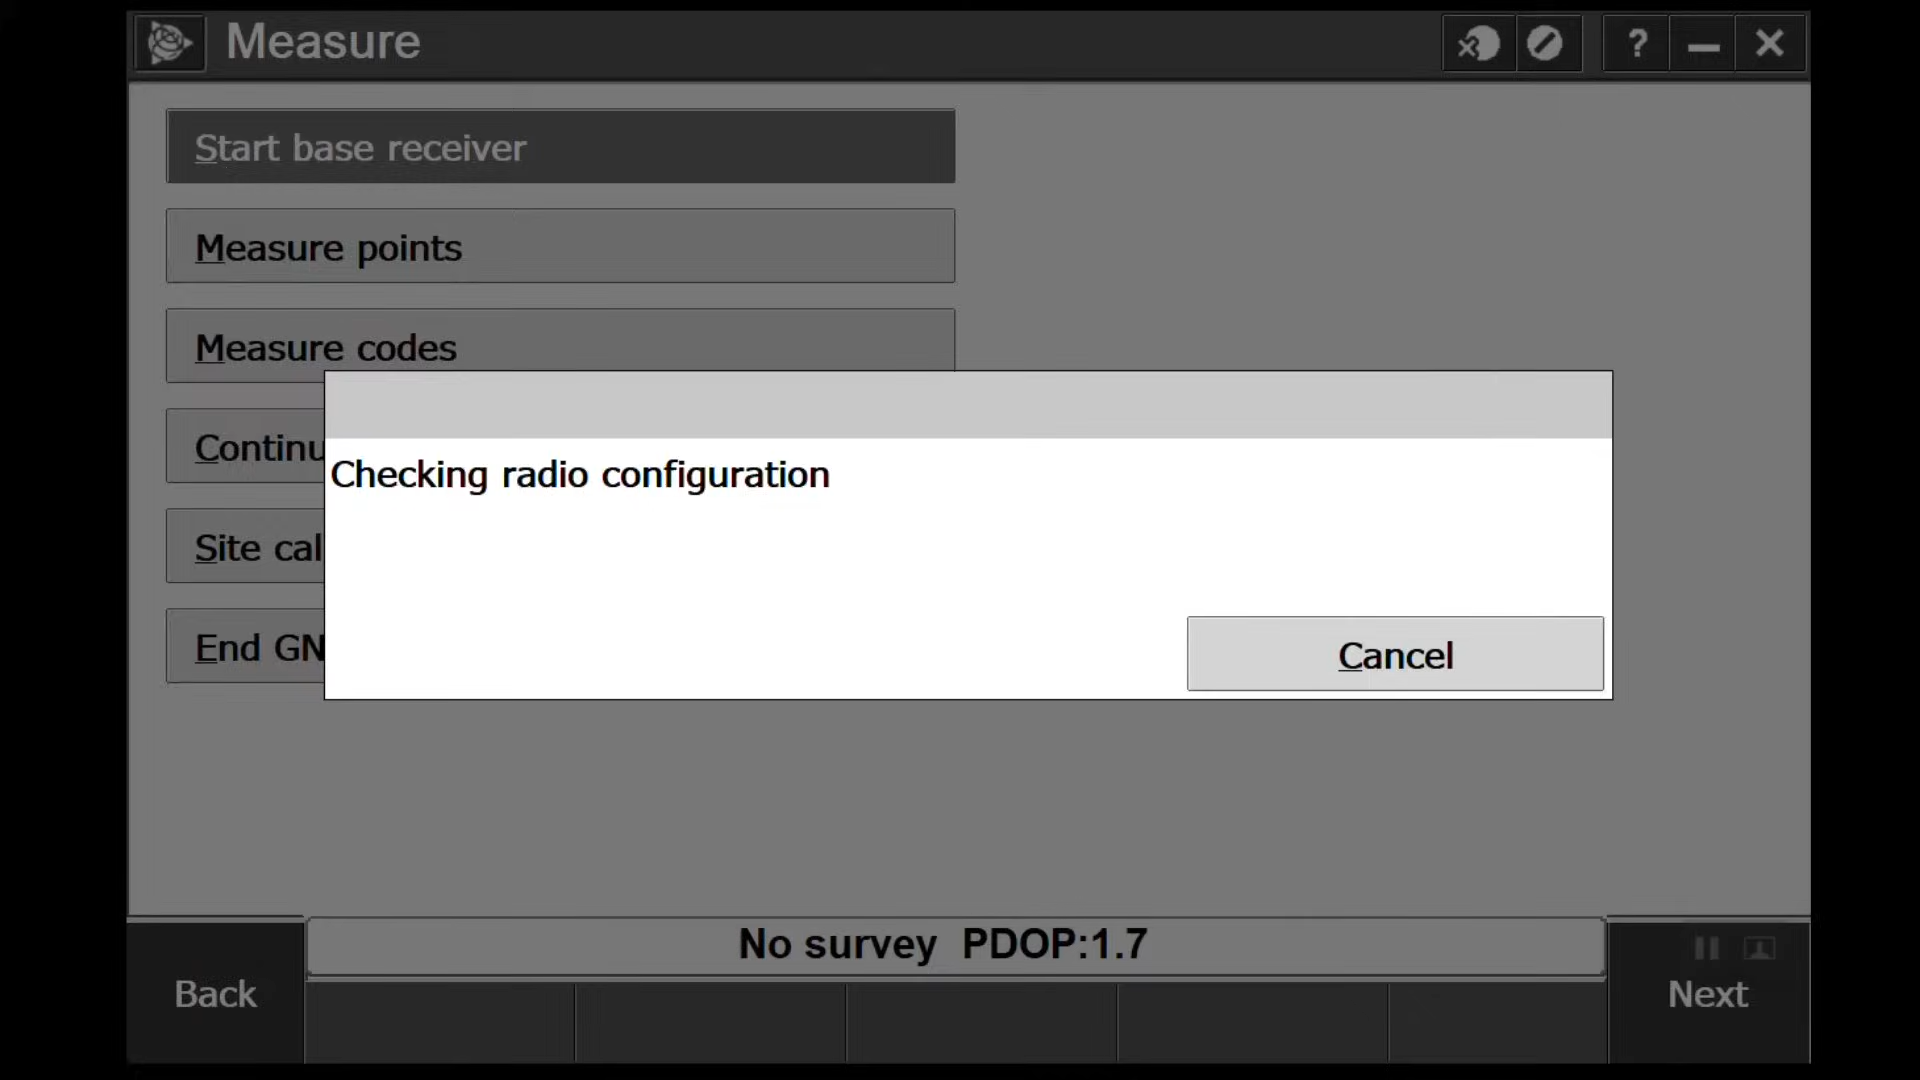 Measure
?
Start base receiver
Measure points
Measure codes
Continu
Checking radio configuration
Site cal
Cancel
End GN
No survey PDOP:1.7
Back
Next